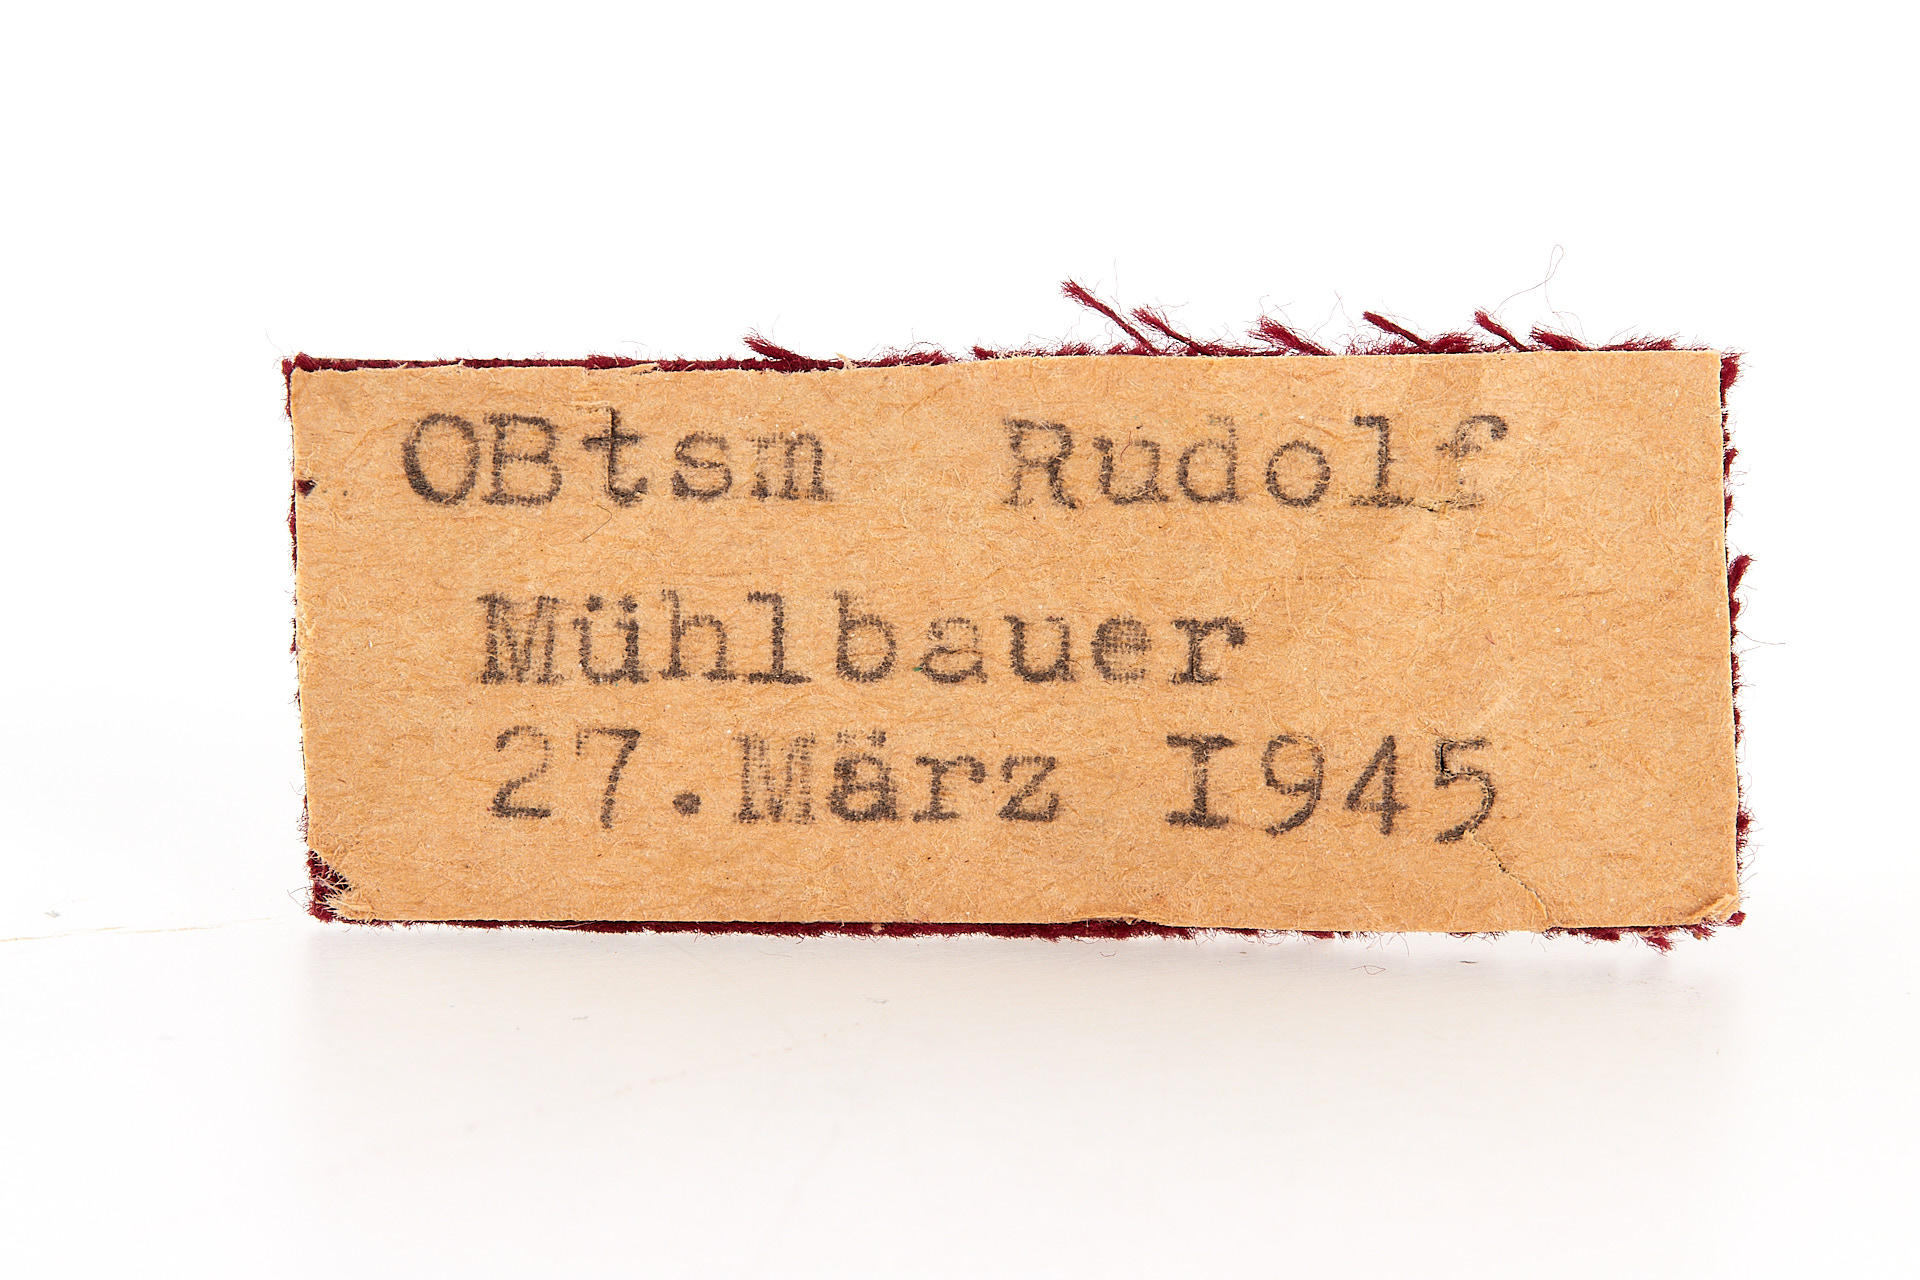 OBtsm Rudolf
Mühlbauer
27.März I945